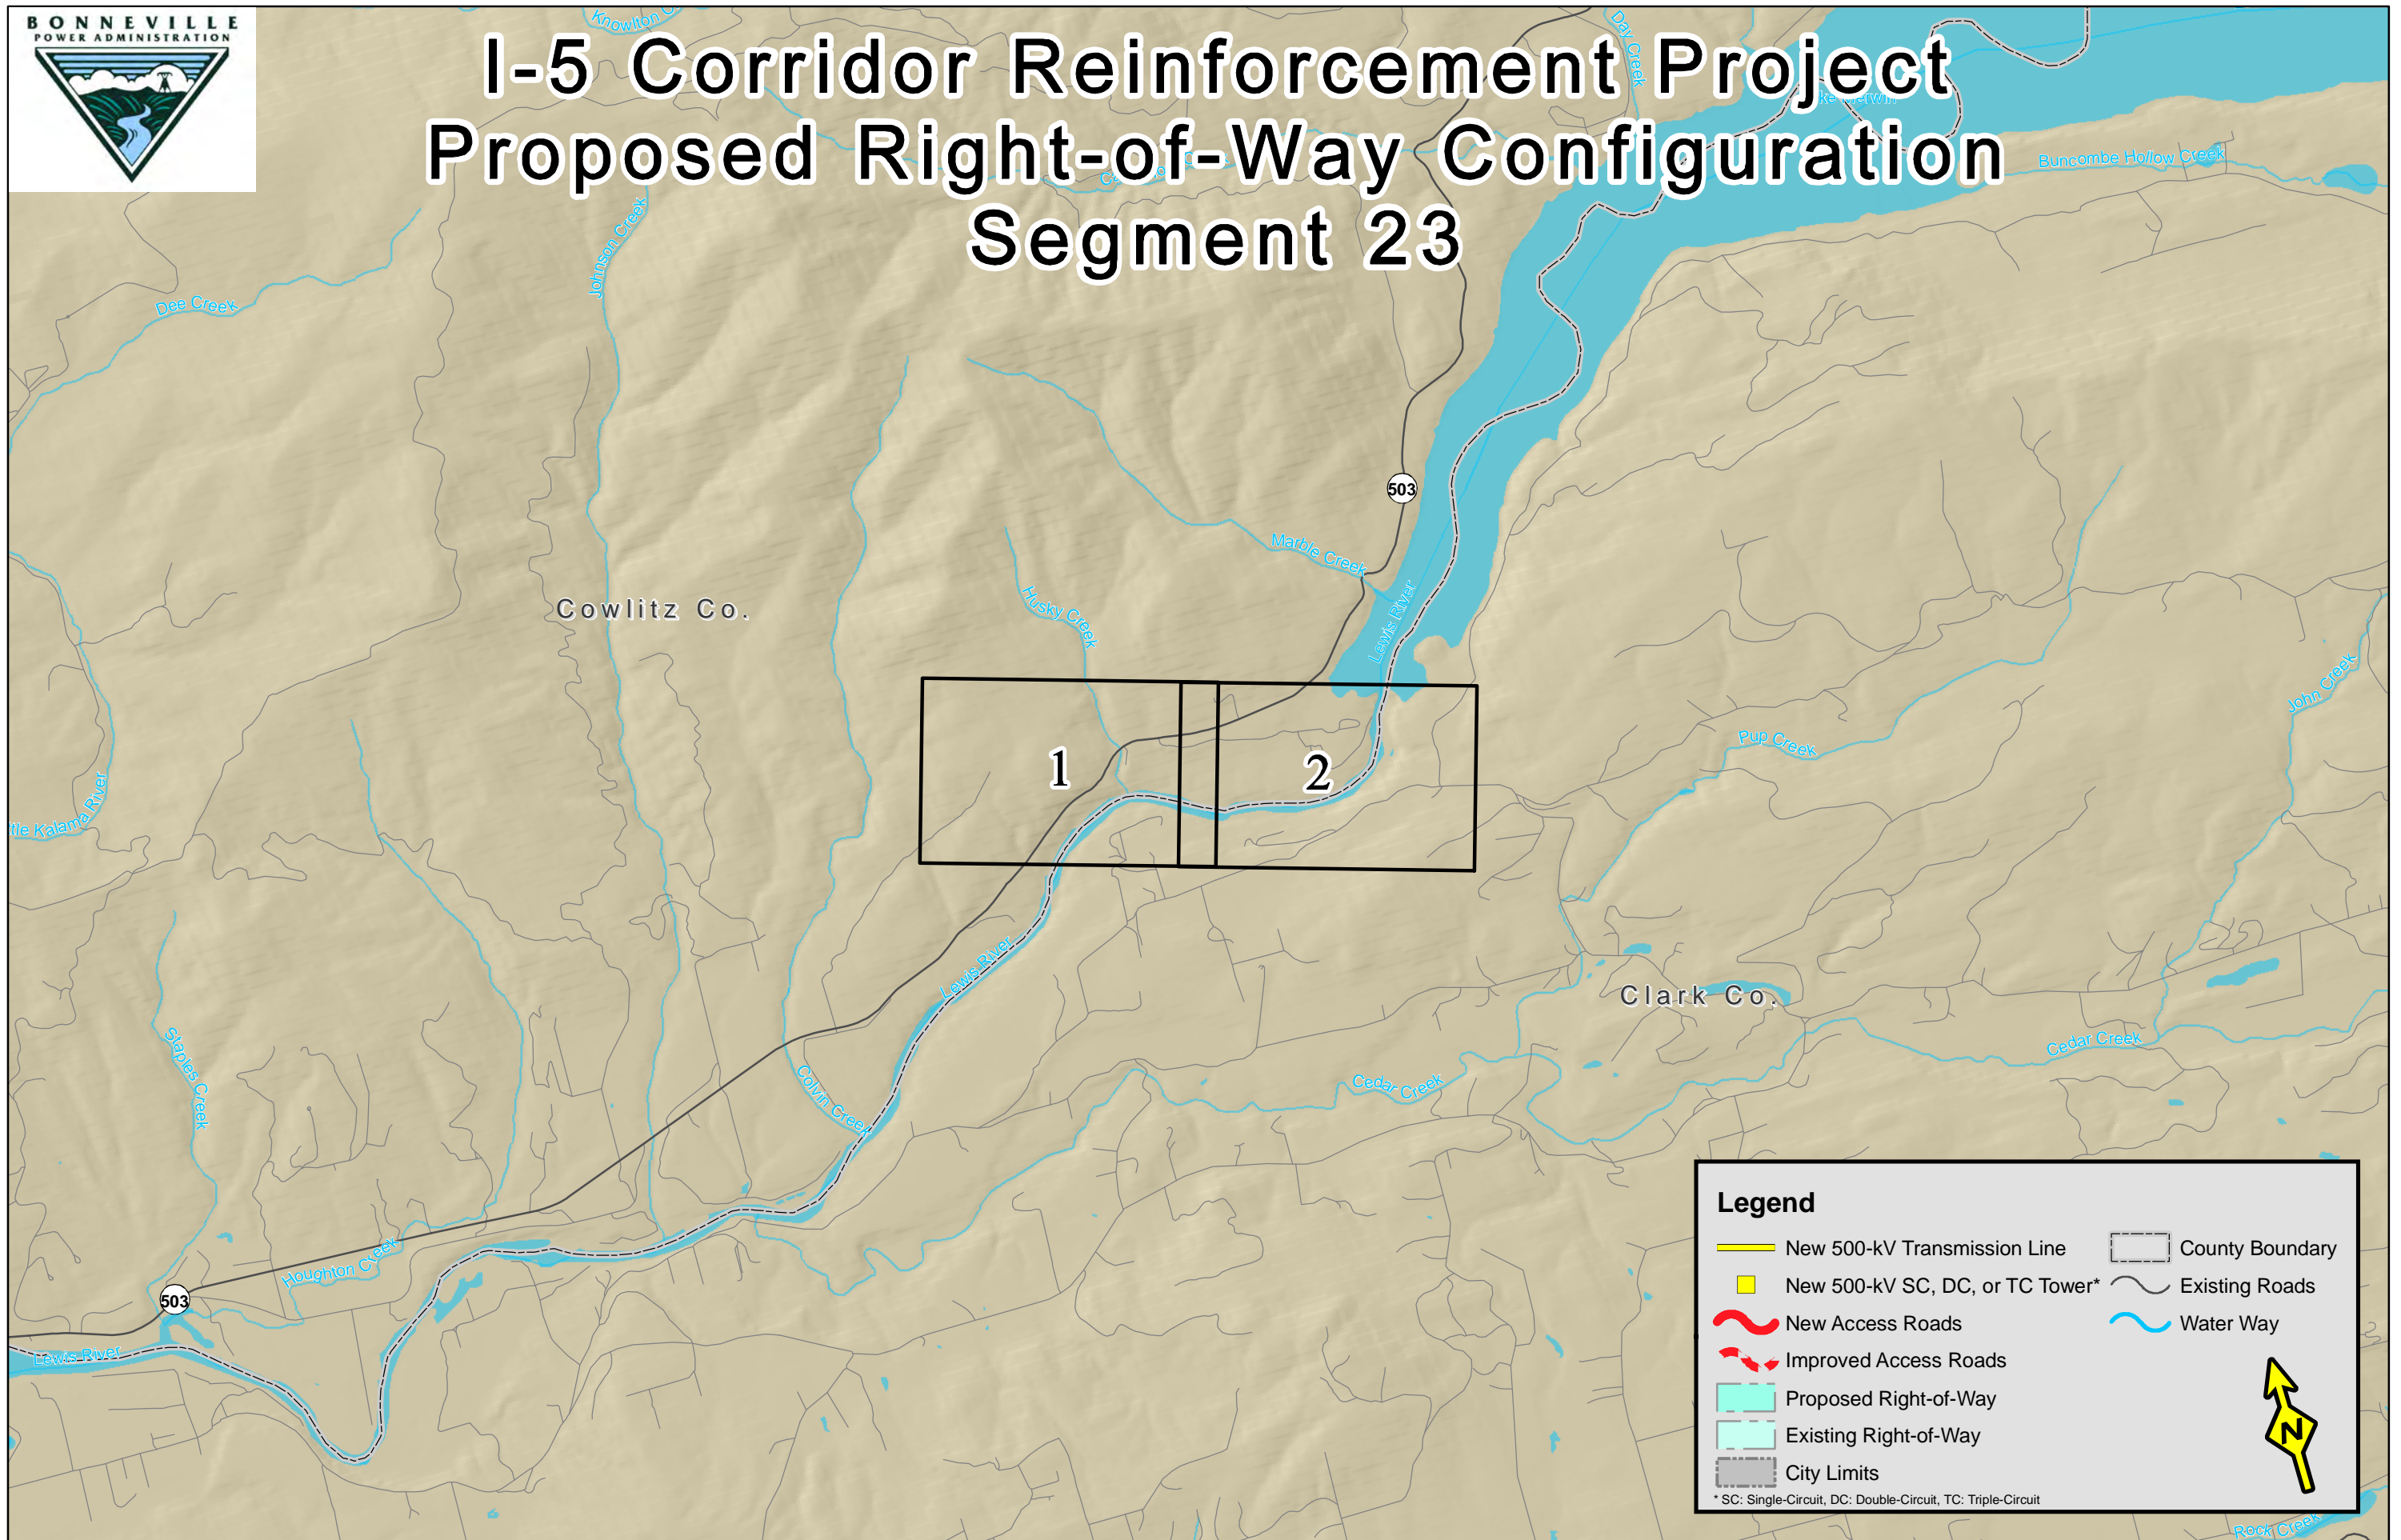 BONNEVILLE
POWER ADMINISTRATION
I-5 Corridor Reinforcement Project
Proposed Right-of-Way Configuration
Segment 23
Day Creek
Buncombe Hollow Creek
Johnson Creek
Dee Creek
503
Marble Creek
Husky Creek
Lewis River
Cowlitz Co.
John Creek
Pup Creek
1
2
Kalama River
Lewis River
Clark Co.
Staples Creek
Colvin Creek
Cedar Creek
Cedar Creek
Houghton Creek
503
Lewis River
Legend
New 500-kV Transmission Line
New 500-kV SC, DC, or TC Tower*
New Access Roads
Improved Access Roads
Proposed Right-of-Way
Existing Right-of-Way
City Limits
County Boundary
Existing Roads
Water Way
N
* SC: Single-Circuit, DC: Double-Circuit, TC: Triple-Circuit
Rock Creek